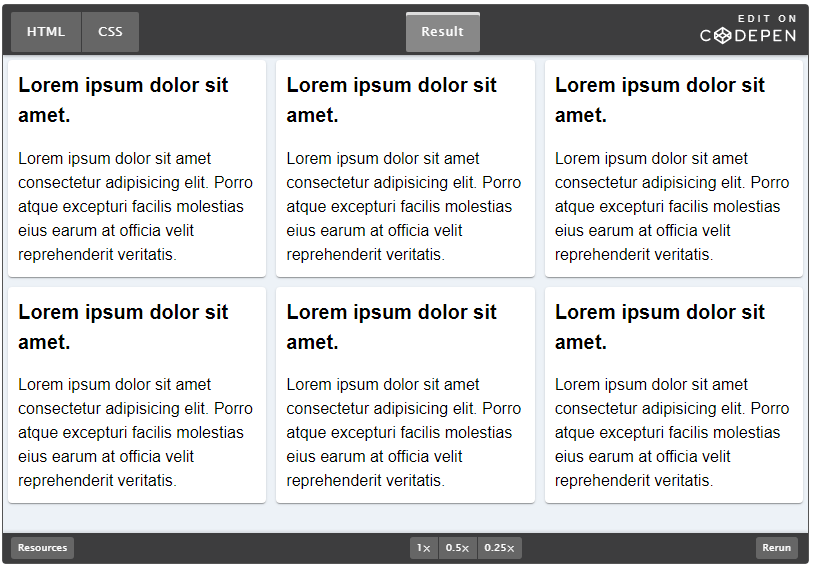 HTML
CSS
Result
EDIT ON
CODEPEN
Lorem ipsum dolor sit
amet.
Lorem ipsum dolor sit amet
consectetur adipisicing elit. Porro
atque excepturi facilis molestias
eius earum at officia velit
reprehenderit veritatis.
Lorem ipsum dolor sit
amet.
Lorem ipsum dolor sit amet
consectetur adipisicing elit. Porro
atque excepturi facilis molestias
eius earum at officia velit
reprehenderit veritatis.
Lorem ipsum dolor sit
amet.
Lorem ipsum dolor sit amet
consectetur adipisicing elit. Porro
atque excepturi facilis molestias
eius earum at officia velit
reprehenderit veritatis.
Lorem ipsum dolor sit
amet.
Lorem ipsum dolor sit amet
consectetur adipisicing elit. Porro
atque excepturi facilis molestias
eius earum at officia velit
reprehenderit veritatis.
Lorem ipsum dolor sit
amet.
Lorem ipsum dolor sit amet
consectetur adipisicing elit. Porro
atque excepturi facilis molestias
eius earum at officia velit
reprehenderit veritatis.
Lorem ipsum dolor sit
amet.
Lorem ipsum dolor sit amet
consectetur adipisicing elit. Porro
atque excepturi facilis molestias
eius earum at officia velit
reprehenderit veritatis.
Resources
1×
0.5×
0.25×
Rerun